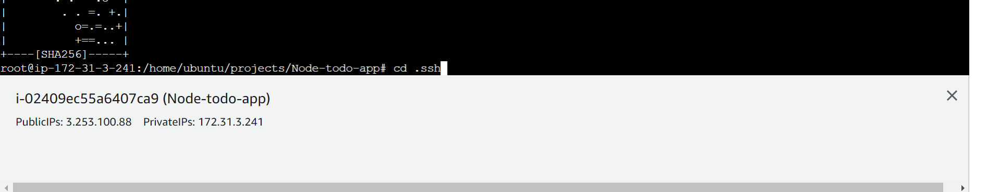 | . . =. +.|
| o=.=..+|
| +==... |
+----[SHA256]-----+
root@ip-172-31-3-241:/home/ubuntu/projects/Node-todo-app# cd .ssh
i-02409ec55a6407ca9 (Node-todo-app)
PublicIPs: 3.253.100.88 PrivateIPs: 172.31.3.241